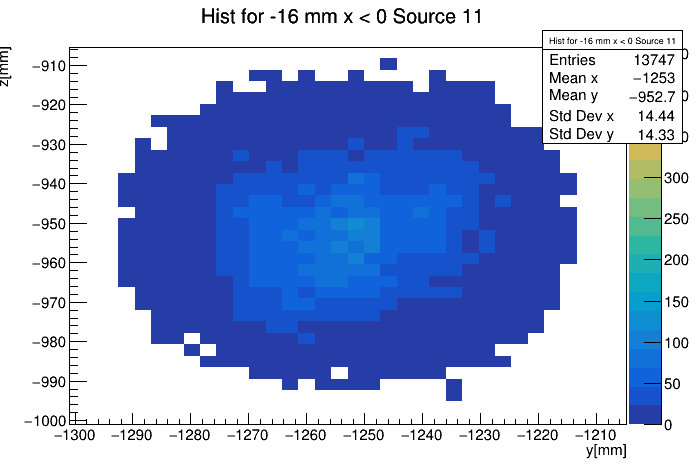 Hist for -16 mm x < 0 Source 11
z[mm]
Hist for -16 mm x < 0 Source 11
Entries 13747
Mean x −1253
Mean y −952.7
Std Dev x 14.44
Std Dev y 14.33
−910
−920
−930
−940
−950
−960
−970
−980
−990
−1000
300
250
200
150
100
50
0
−1300 −1290 −1280 −1270 −1260 −1250 −1240 −1230 −1220 −1210
y[mm]